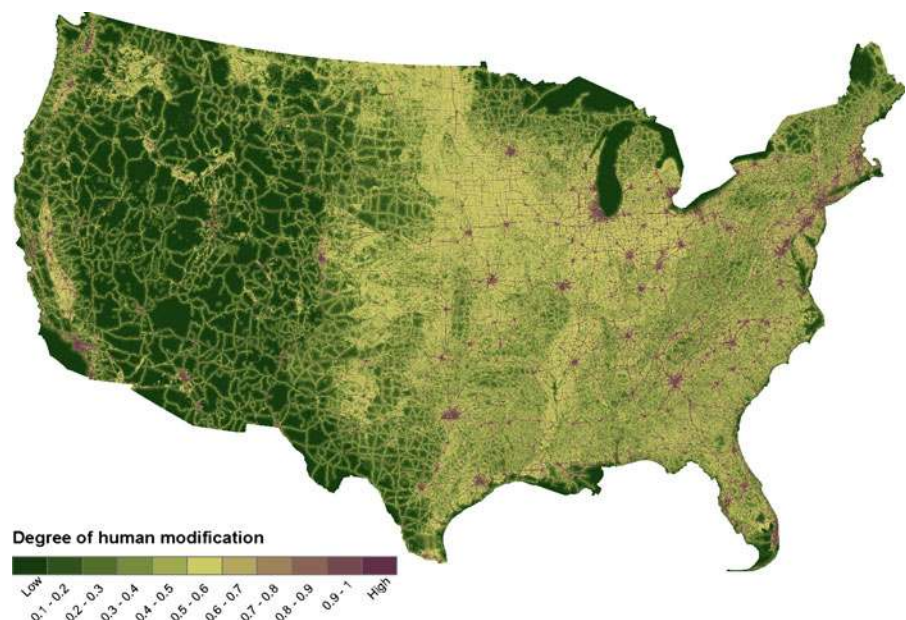 Degree of human modification
Low
0.1 - 0.2
0.2 - 0.3
0.3 - 0.4
0.4 - 0.5
0.5 - 0.6
0.6 - 0.7
0.7 - 0.8
0.8 - 0.9
0.9 - 1
High